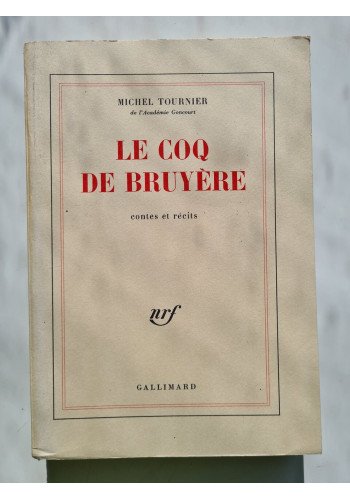 MICHEL TOURNIER
de l'Académie Goncourt
LE COQ
DE BRUYÈRE
contes et récits
nrf
GALLIMARD